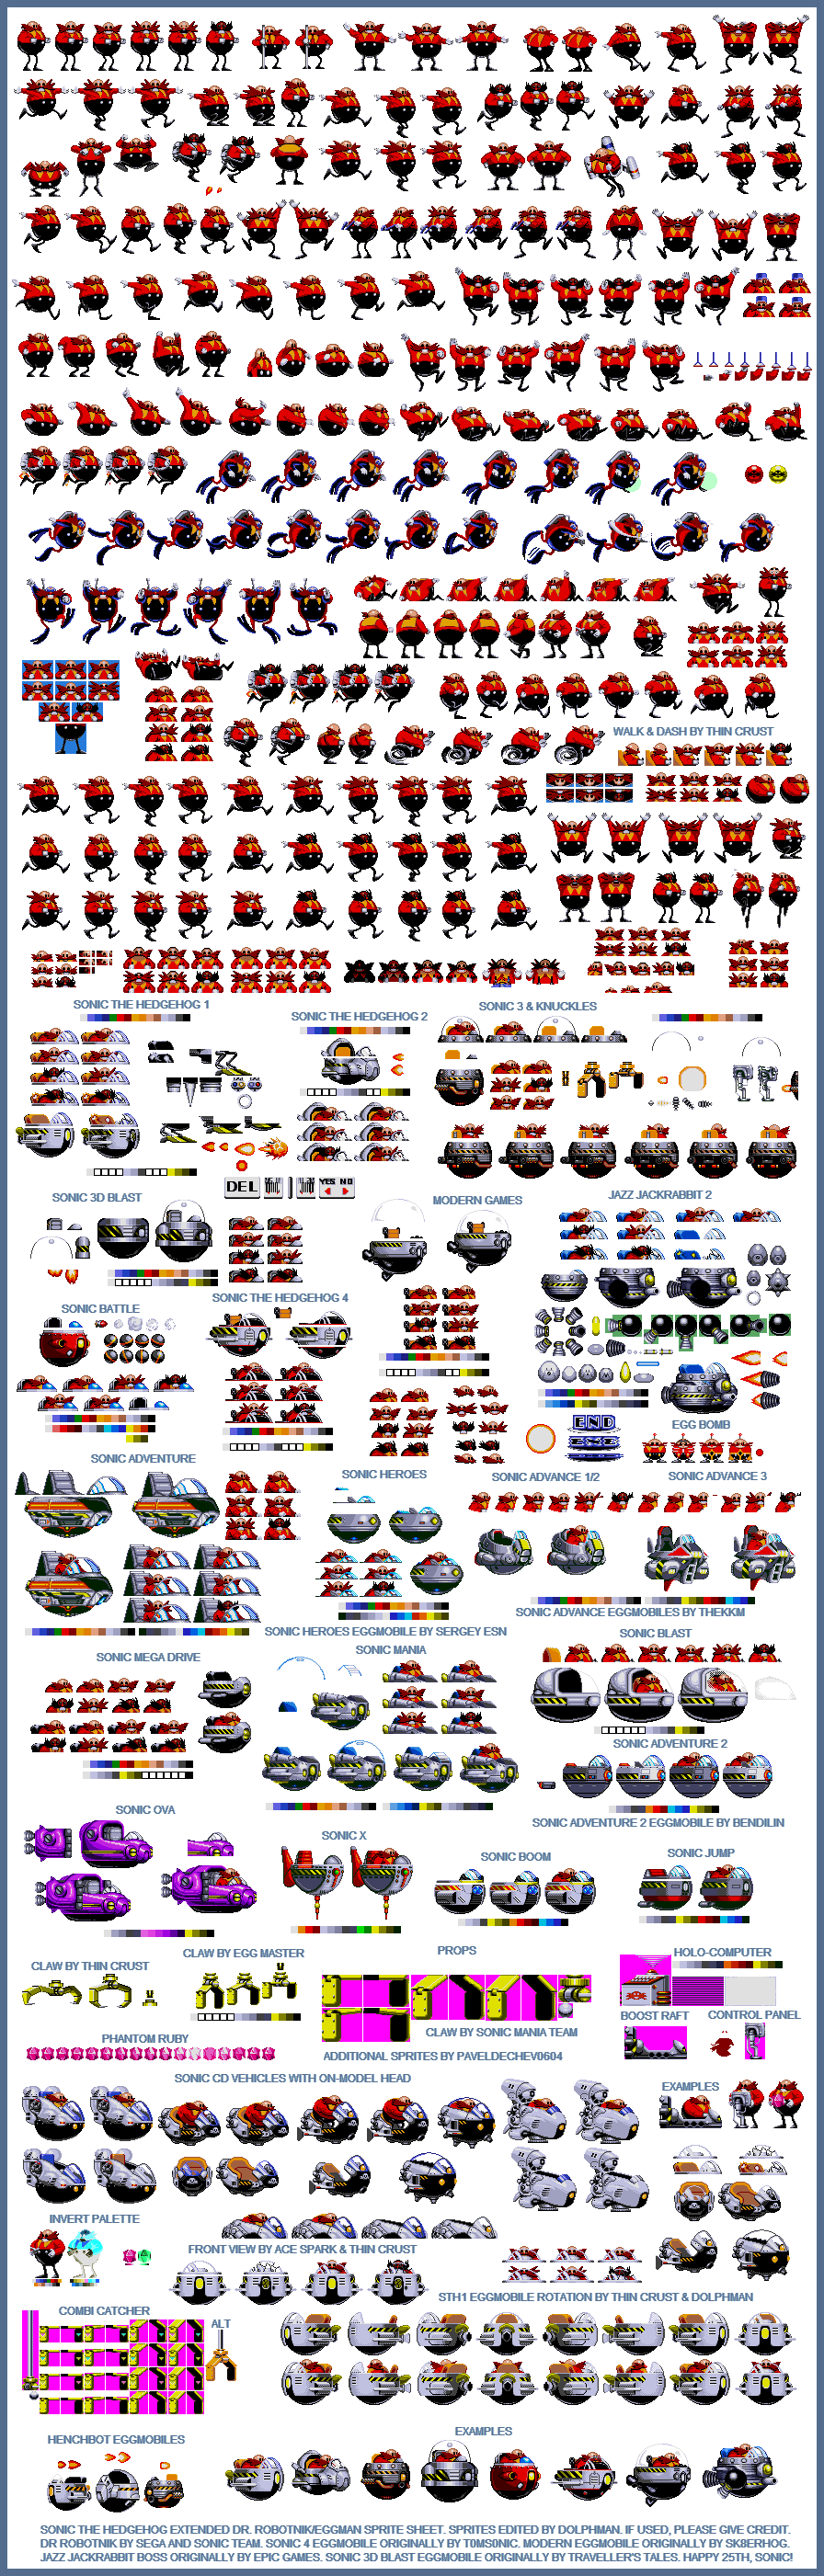 WALK & DASH BY THIN CRUST
SONIC THE HEDGEHOG 1
SONIC THE HEDGEHOG 2
SONIC 3 & KNUCKLES
DEL
YES NO
SONIC 3D BLAST
MODERN GAMES
JAZZ JACKRABBIT 2
SONIC BATTLE
SONIC THE HEDGEHOG 4
END
EGG BOMB
SONIC ADVENTURE
SONIC HEROES
SONIC ADVANCE 1/2
SONIC ADVANCE 3
SONIC ADVANCE EGGMOBILES BY THEKKM
SONIC HEROES EGGMOBILE BY SERGEY ESN
SONIC MEGA DRIVE
SONIC MANIA
SONIC BLAST
SONIC ADVENTURE 2
SONIC OVA
SONIC ADVENTURE 2 EGGMOBILE BY BENDILIN
SONIC X
SONIC BOOM
SONIC JUMP
CLAW BY THIN CRUST
CLAW BY EGG MASTER
PROPS
HOLO-COMPUTER
BOOST RAFT
CONTROL PANEL
CLAW BY SONIC MANIA TEAM
PHANTOM RUBY
ADDITIONAL SPRITES BY PAVELDECHEV0604
SONIC CD VEHICLES WITH ON-MODEL HEAD
EXAMPLES
INVERT PALETTE
FRONT VIEW BY ACE SPARK & THIN CRUST
STH1 EGGMOBILE ROTATION BY THIN CRUST & DOLPHMAN
COMBI CATCHER
ALT
HENCHBOT EGGMOBILES
EXAMPLES
SONIC THE HEDGEHOG EXTENDED DR. ROBOTNIK/EGGMAN SPRITE SHEET. SPRITES EDITED BY DOLPHMAN. IF USED, PLEASE GIVE CREDIT.
DR ROBOTNIK BY SEGA AND SONIC TEAM. SONIC 4 EGGMOBILE ORIGINALLY BY T0MS0NIC. MODERN EGGMOBILE ORIGINALLY BY SK8ERHOG.
JAZZ JACKRABBIT BOSS ORIGINALLY BY EPIC GAMES. SONIC 3D BLAST EGGMOBILE ORIGINALLY BY TRAVELLER'S TALES. HAPPY 25TH, SONIC!